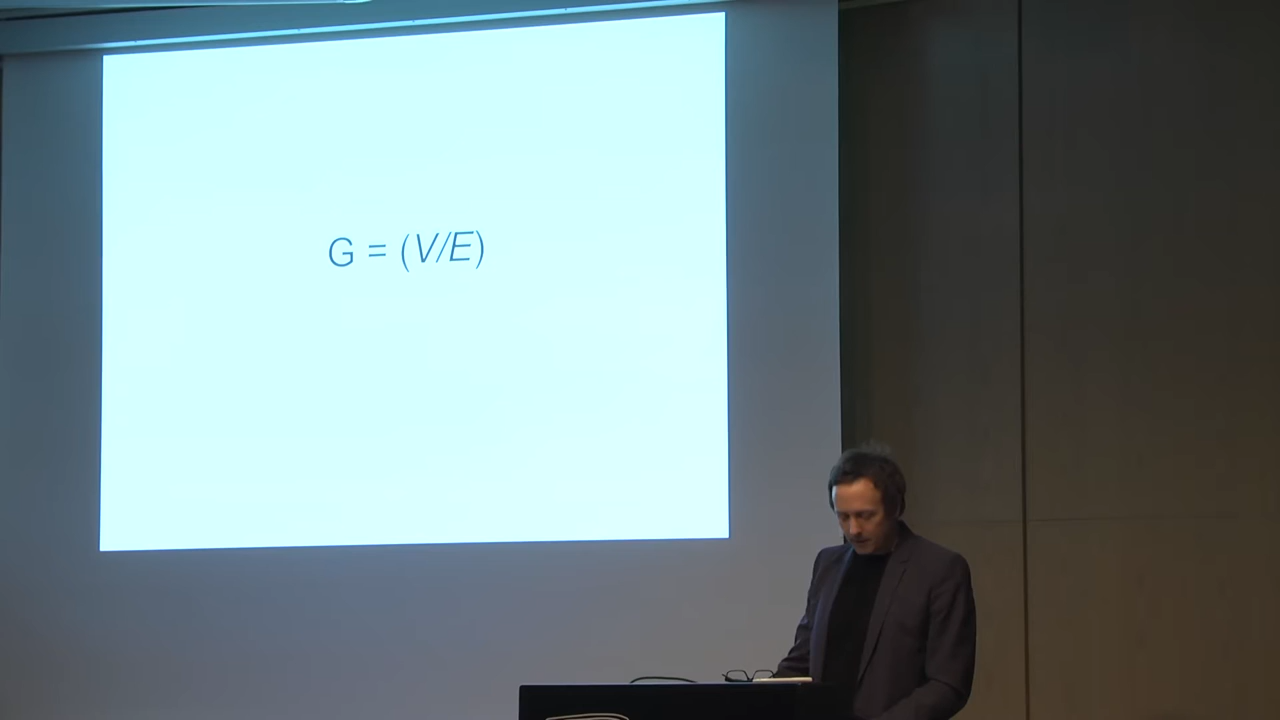 G = (V/E)